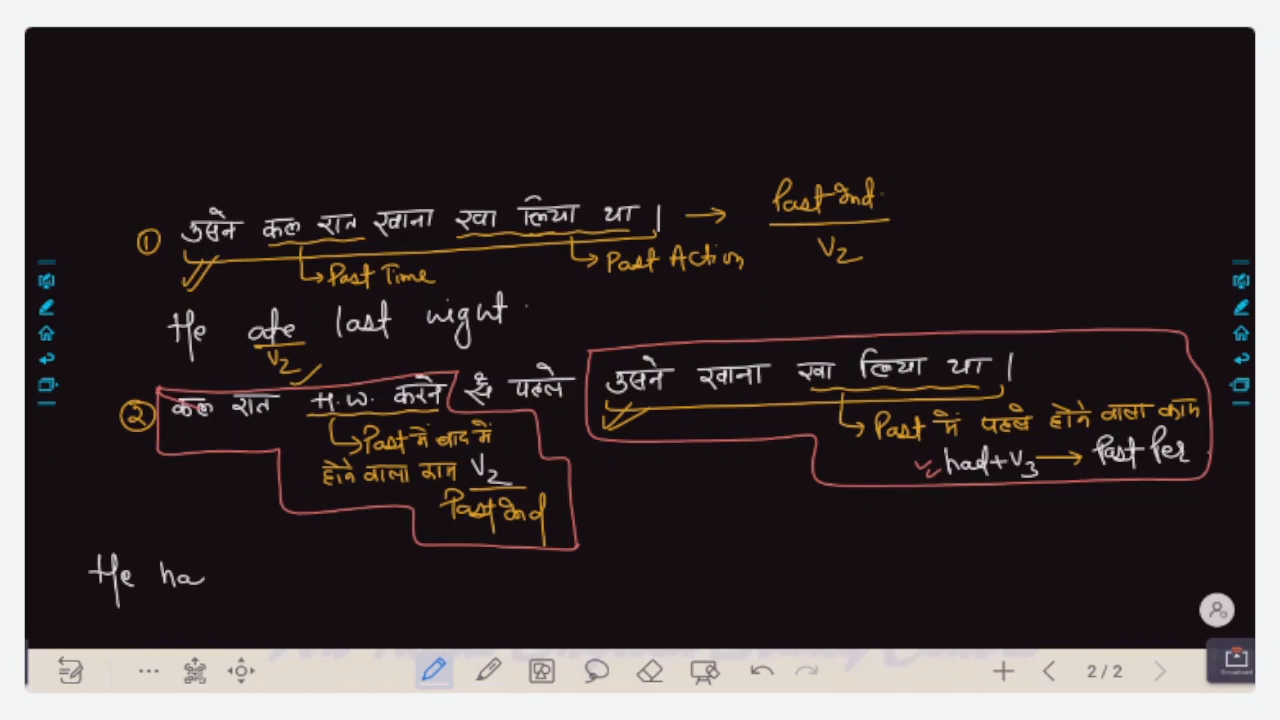 ① उसने कल रात खाना खा लिया था। → Past Ind.
V2
Past Time
Past Action
He ate last night.
V2
② कल रात H.W. करने से पहले उसने खाना खा लिया था।
Past में बाद में
होने वाला काम V2
Past Ind
Past में पहले होने वाला काम
had+V3 → Past Per
He ha
2 / 2